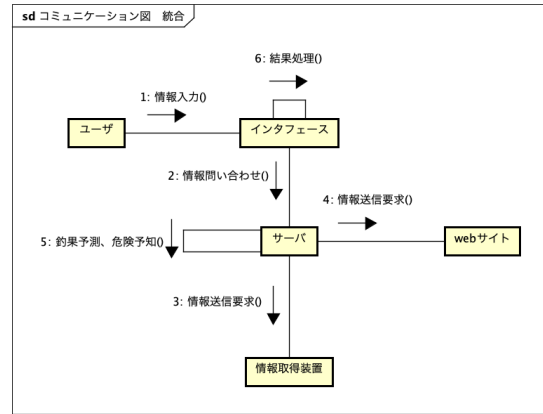 sd コミュニケーション図　統合
6: 結果処理()
1: 情報入力()
ユーザ
インタフェース
2: 情報問い合わせ()
4: 情報送信要求()
5: 釣果予測、危険予知()
サーバ
webサイト
3: 情報送信要求()
情報取得装置